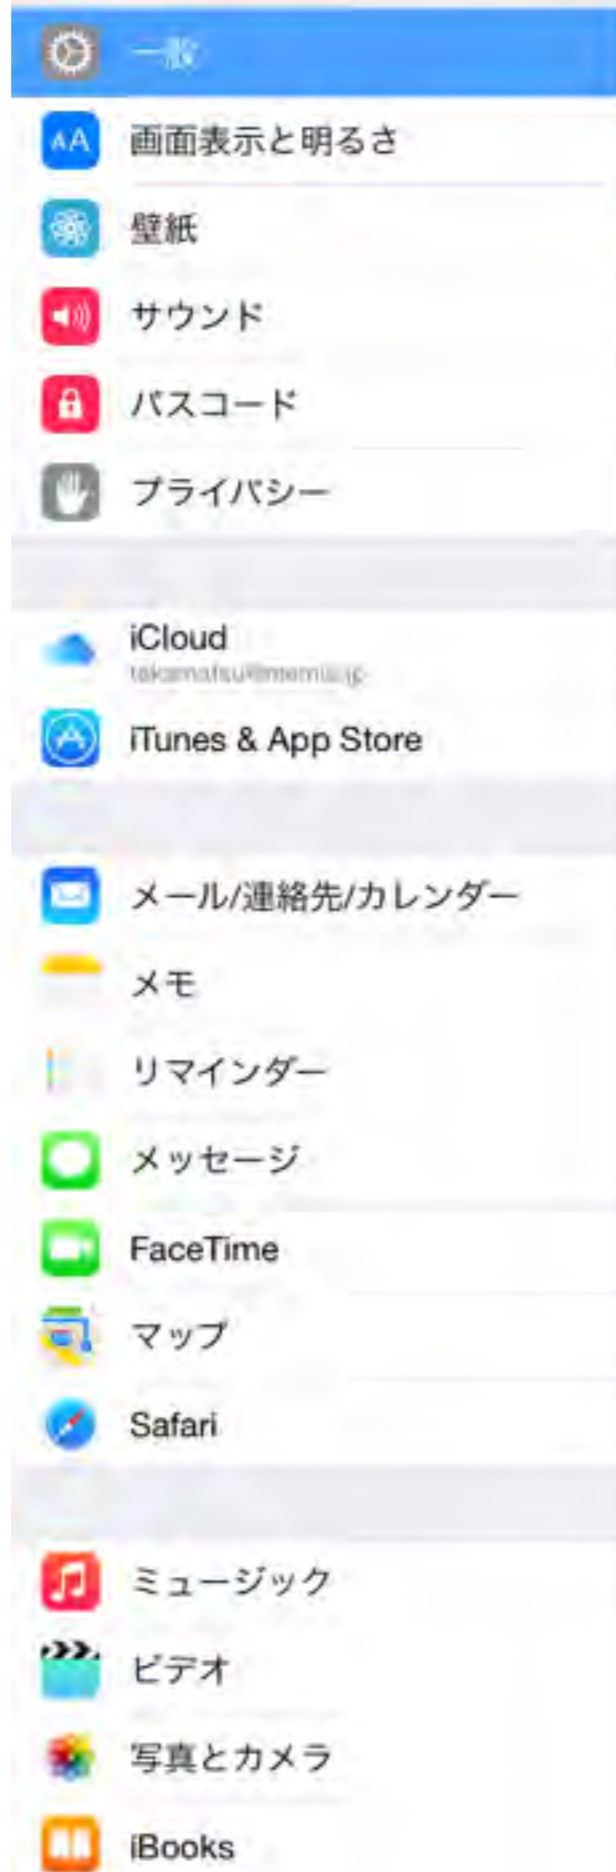 一般
AA
画面表示と明るさ
壁紙
サウンド
パスコード
プライバシー
iCloud
iTunes & App Store
メール/連絡先/カレンダー
メモ
リマインダー
メッセージ
FaceTime
マップ
Safari
ミュージック
ビデオ
写真とカメラ
iBooks